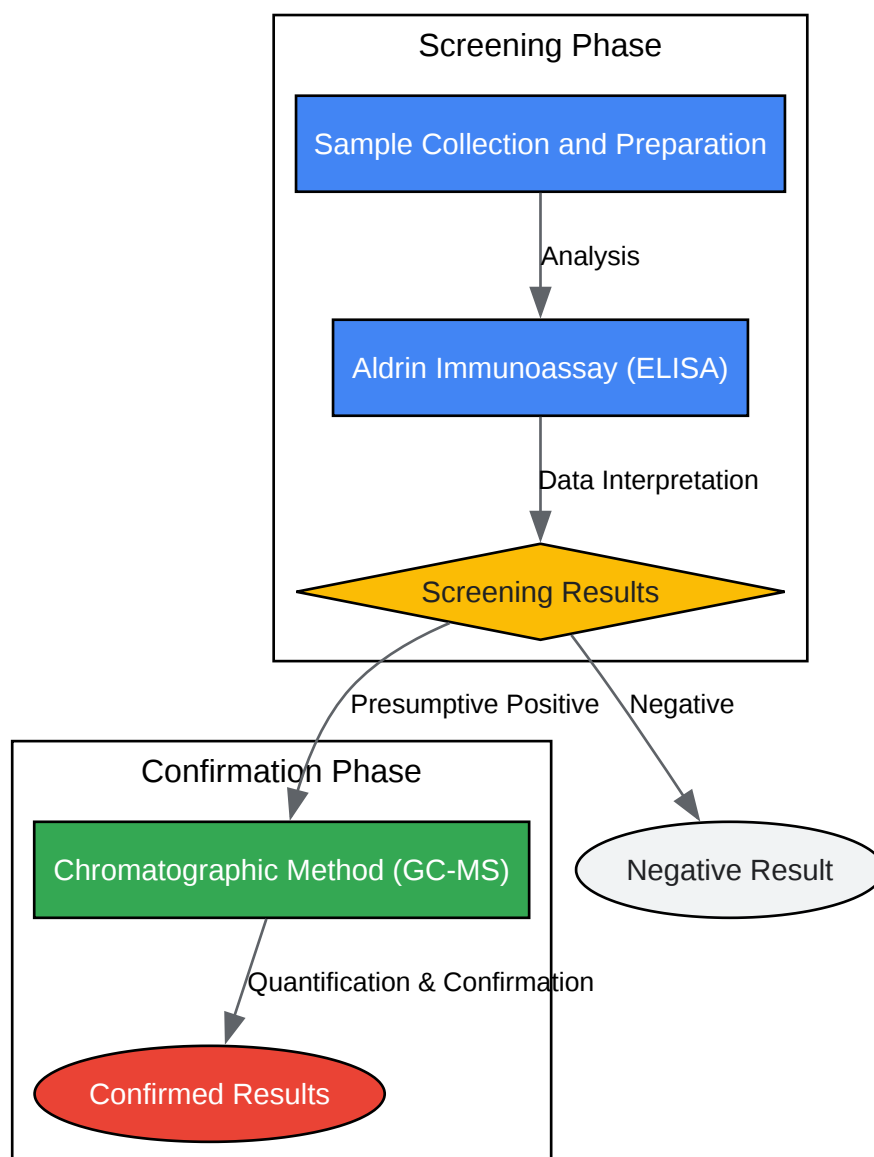 Screening Phase
Sample Collection and Preparation
Analysis
Aldrin Immunoassay (ELISA)
Data Interpretation
Screening Results
Presumptive Positive
Negative
Confirmation Phase
Chromatographic Method (GC-MS)
Negative Result
Quantification & Confirmation
Confirmed Results